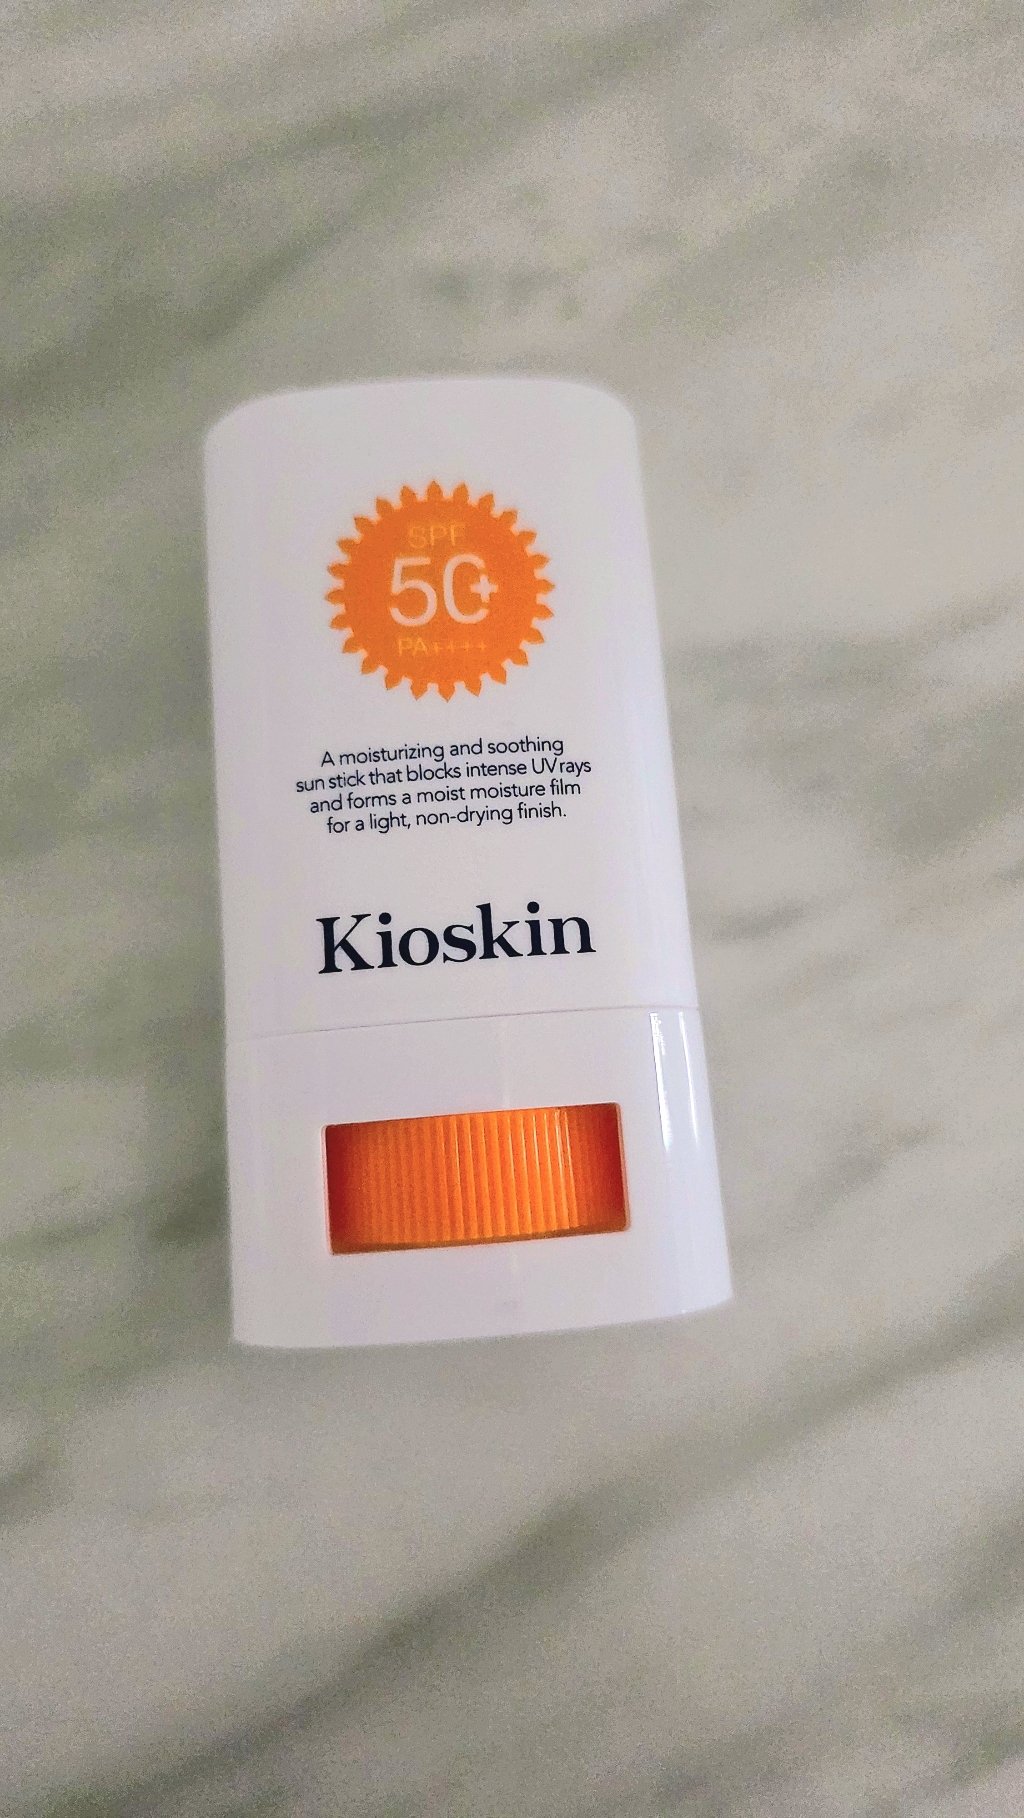 SPF
50+
PA++++
A moisturizing and soothing
sun stick that blocks intense UV rays
and forms a moist moisture film
for a light, non-drying finish.
Kioskin